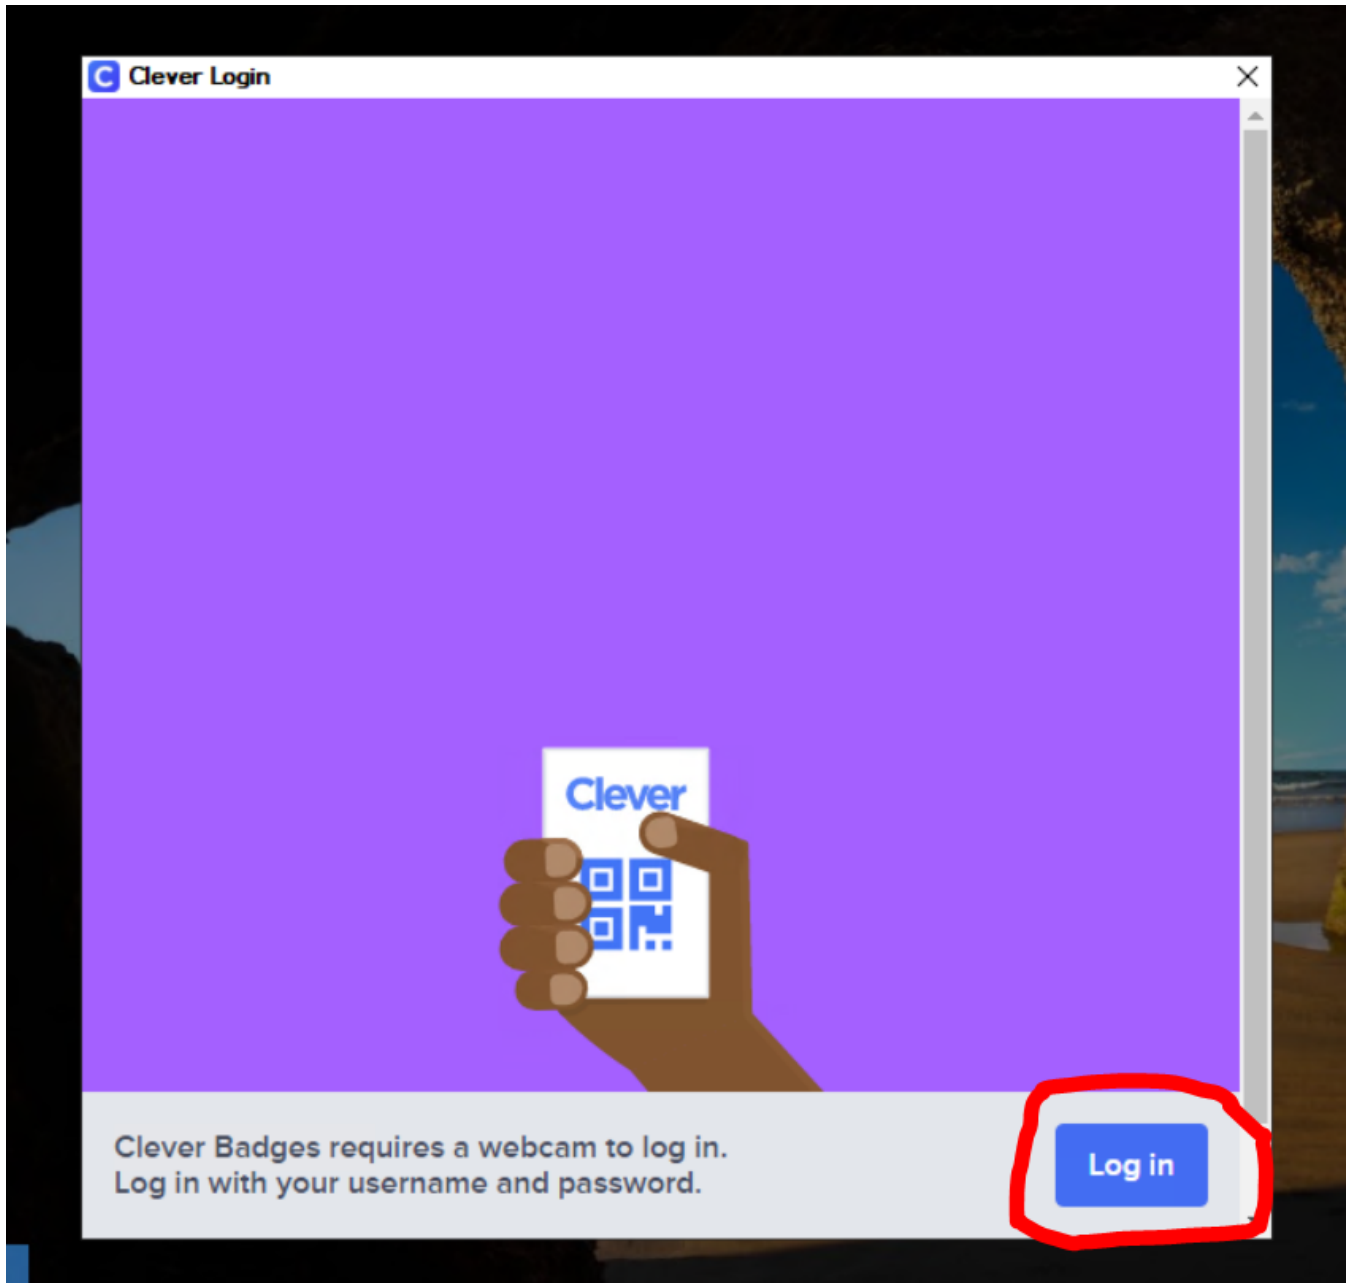 Clever Login
Clever
Clever Badges requires a webcam to log in.
Log in with your username and password.
Log in